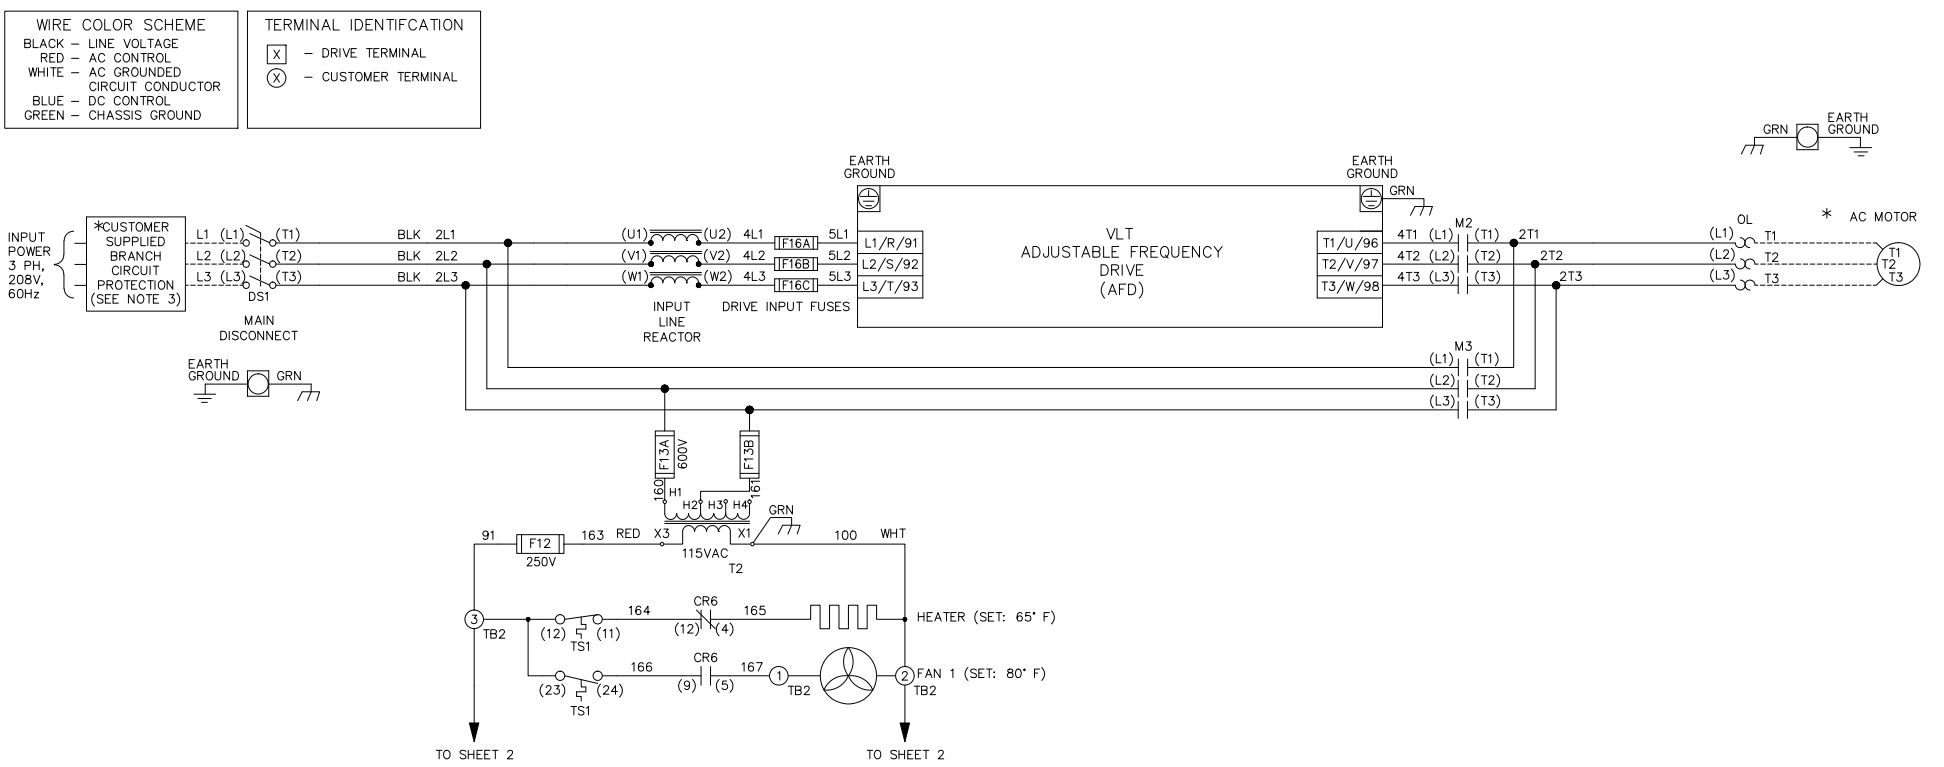 WIRE COLOR SCHEME
BLACK – LINE VOLTAGE
RED – AC CONTROL
WHITE – AC GROUNDED
CIRCUIT CONDUCTOR
BLUE – DC CONTROL
GREEN – CHASSIS GROUND
TERMINAL IDENTIFCATION
X – DRIVE TERMINAL
X – CUSTOMER TERMINAL
GRN
EARTH
GROUND
INPUT
POWER
3 PH,
208V,
60Hz
*CUSTOMER
SUPPLIED
BRANCH
CIRCUIT
PROTECTION
(SEE NOTE 3)
L1 (L1) (T1) BLK 2L1
L2 (L2) (T2) BLK 2L2
L3 (L3) (T3) BLK 2L3
DS1
MAIN
DISCONNECT
(U1) (U2) 4L1 F16A 5L1
(V1) (V2) 4L2 F16B 5L2
(W1) (W2) 4L3 F16C 5L3
INPUT
LINE
REACTOR
DRIVE INPUT FUSES
EARTH
GROUND
L1/R/91
L2/S/92
L3/T/93
VLT
ADJUSTABLE FREQUENCY
DRIVE
(AFD)
EARTH
GROUND
GRN
T1/U/96
T2/V/97
T3/W/98
M2
4T1 (L1) (T1) 2T1
4T2 (L2) (T2) 2T2
4T3 (L3) (T3) 2T3
OL
(L1) T1
(L2) T2
(L3) T3
* AC MOTOR
T1
T2
T3
M3
(L1) (T1)
(L2) (T2)
(L3) (T3)
EARTH
GROUND
GRN
F13A
600V
F13B
160
161
H1
H2 H3 H4
GRN
91 F12 163 RED X3 X1 100 WHT
250V
115VAC
T2
3
TB2
(12) (11) 164 CR6 165
TS1
(12) (4)
HEATER (SET: 65° F)
(23) (24) 166 CR6 167
TS1
(9) (5)
1
TB2
2
TB2
FAN 1 (SET: 80° F)
TO SHEET 2
TO SHEET 2